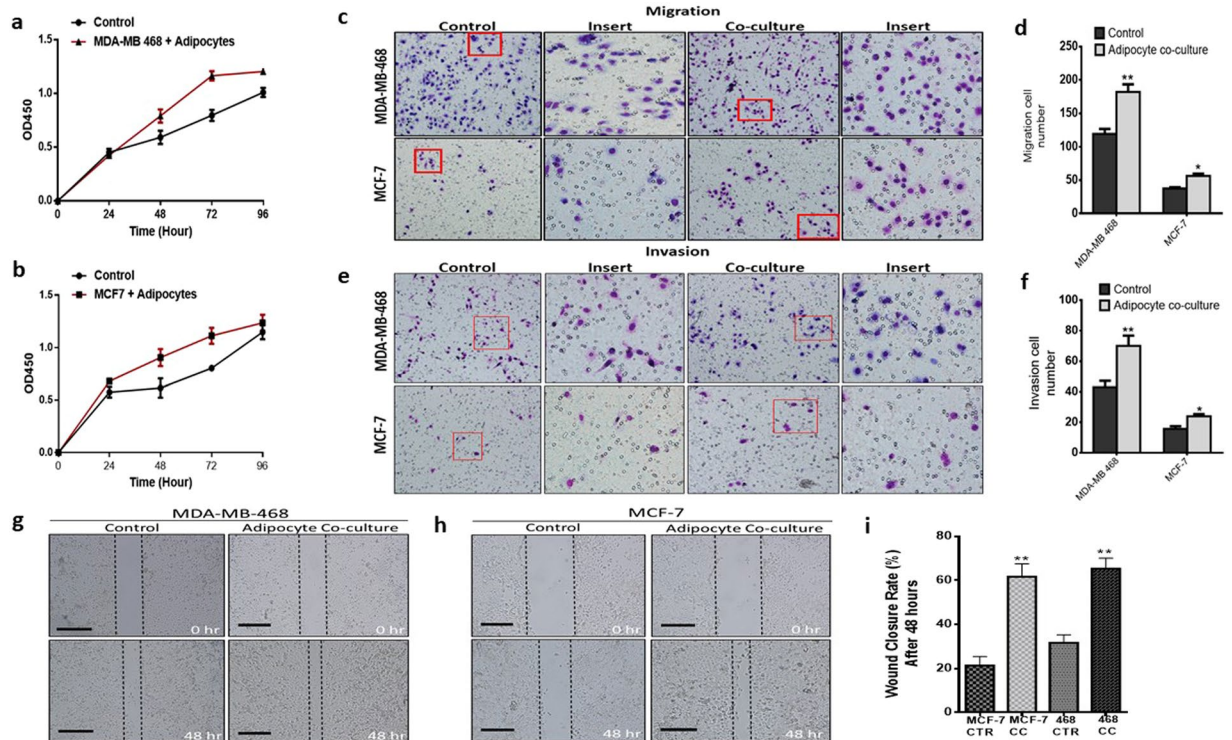 a
Control
MDA-MB 468 + Adipocytes
1.5
1.0
0.5
0.0
OD450
0 24 48 72 96
Time (Hour)
b
Control
MCF7 + Adipocytes
1.5
1.0
0.5
0.0
OD450
0 24 48 72 96
Time (Hour)
c
Migration
Control Insert Co-culture Insert
MDA-MB-468
MCF-7
d
Control
Adipocyte co-culture
250
200
150
100
50
0
Migration cell
number
**
*
MDA-MB 468
MCF-7
e
Invasion
Control Insert Co-culture Insert
MDA-MB-468
MCF-7
f
Control
Adipocyte co-culture
100
80
60
40
20
0
Invasion cell
number
**
*
MDA-MB 468
MCF-7
g
MDA-MB-468
Control Adipocyte Co-culture
0 hr 0 hr
48 hr 48 hr
h
MCF-7
Control Adipocyte Co-culture
0 hr 0 hr
48 hr 48 hr
i
80
60
40
20
0
Wound Closure Rate (%)
After 48 hours
** **
MCF-7 MCF-7 468 468
CTR CC CTR CC